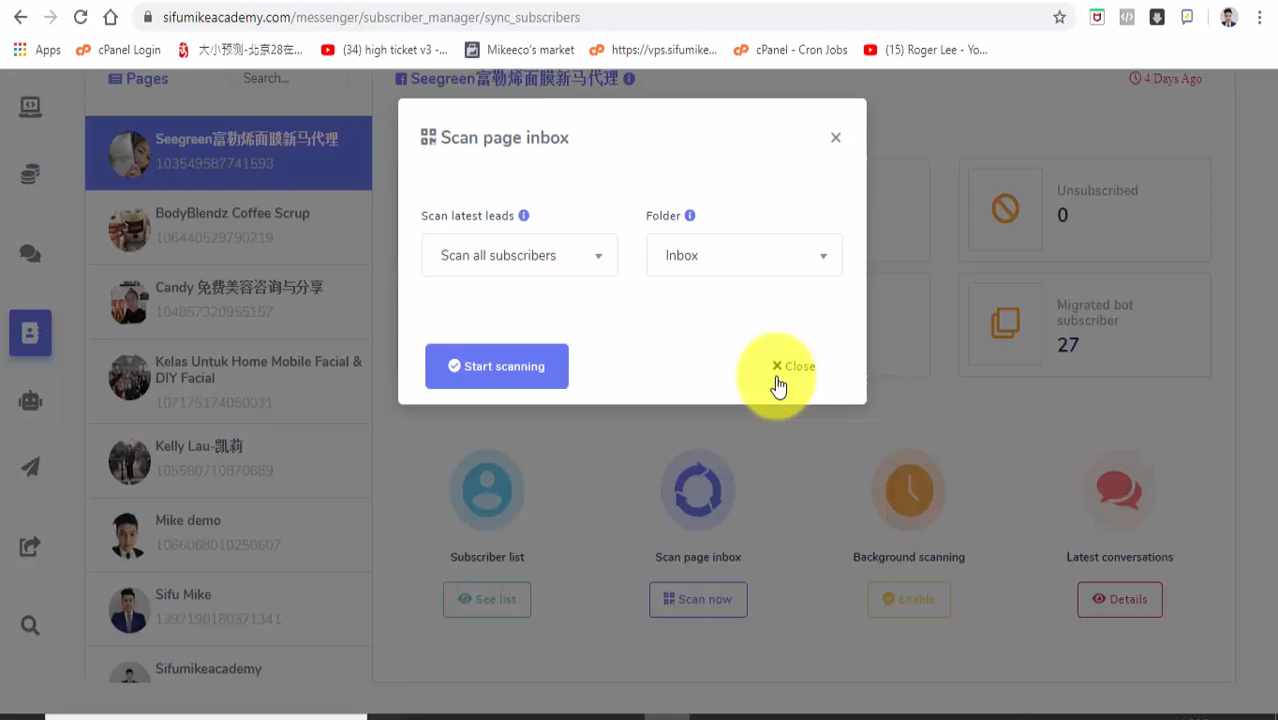 sifumikeacademy.com/messenger/subscriber_manager/sync_subscribers
Apps
cPanel Login
大小预测-北京28在...
(34) high ticket v3 -...
Mikeeco's market
https://vps.sifumike...
cPanel - Cron Jobs
(15) Roger Lee - Yo...
Pages
Search...
Seegreen富勒烯面膜新马代理
4 Days Ago
Seegreen富勒烯面膜新马代理
103549587741593
BodyBlendz Coffee Scrup
106440529790219
Candy 免费美容咨询与分享
104857320955157
Kelas Untuk Home Mobile Facial &
DIY Facial
107175174050031
Kelly Lau-凯莉
105580710870689
Mike demo
1066068010250607
Sifu Mike
1397190180371341
Sifumikeacademy
Scan page inbox
Scan latest leads
Folder
Scan all subscribers
Inbox
Start scanning
Close
Unsubscribed
0
Migrated bot
subscriber
27
Subscriber list
Scan page inbox
Background scanning
Latest conversations
See list
Scan now
Enable
Details